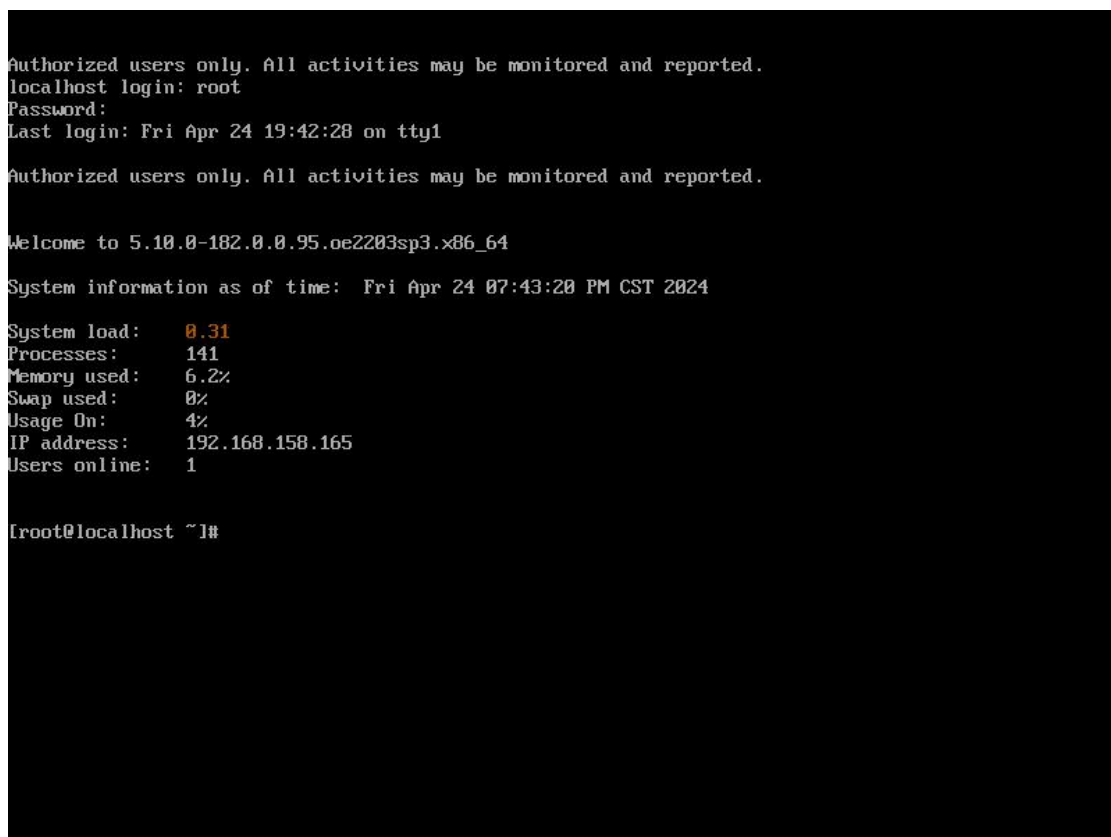 Authorized users only. All activities may be monitored and reported.
localhost login: root
Password:
Last login: Fri Apr 24 19:42:28 on tty1
Authorized users only. All activities may be monitored and reported.
Welcome to 5.10.0-182.0.0.95.oe2203sp3.x86_64
System information as of time:  Fri Apr 24 07:43:20 PM CST 2024
System load:    0.31
Processes:      141
Memory used:    6.2%
Swap used:      0%
Usage On:       4%
IP address:     192.168.158.165
Users online:   1
[root@localhost ~]#